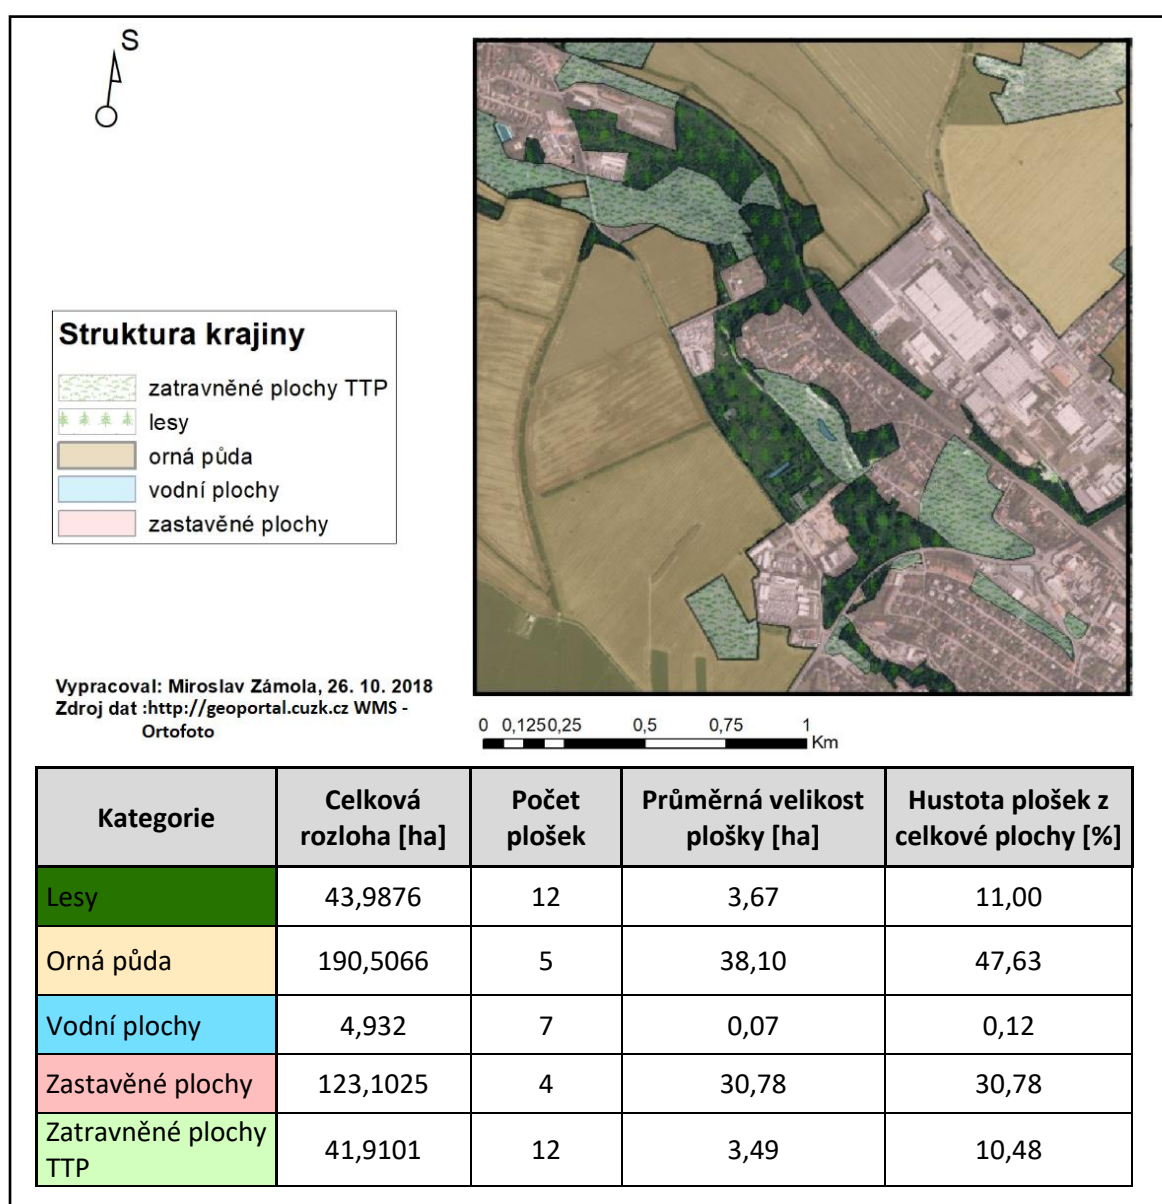 S
Struktura krajiny
zatravněné plochy TTP
lesy
orná půda
vodní plochy
zastavěné plochy
Vypracoval: Miroslav Zámola, 26. 10. 2018
Zdroj dat :http://geoportal.cuzk.cz WMS -
Ortofoto
0 0,1250,25 0,5 0,75 1
Km
Kategorie Celková rozloha [ha] Počet plošek Průměrná velikost plošky [ha] Hustota plošek z celkové plochy [%]
Lesy 43,9876 12 3,67 11,00
Orná půda 190,5066 5 38,10 47,63
Vodní plochy 4,932 7 0,07 0,12
Zastavěné plochy 123,1025 4 30,78 30,78
Zatravněné plochy TTP 41,9101 12 3,49 10,48